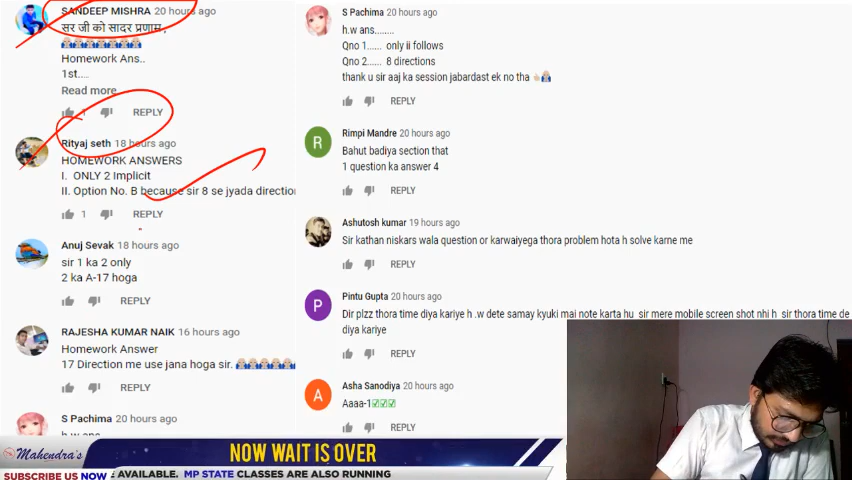 SANDEEP MISHRA 20 hours ago
सर जी को सादर प्रणाम ,
Homework Ans..
1st....
Read more
1
REPLY
Rityaj seth 18 hours ago
HOMEWORK ANSWERS
I. ONLY 2 Implicit
II. Option No. B because sir 8 se jyada direction
1
REPLY
Anuj Sevak 18 hours ago
sir 1 ka 2 only
2 ka A-17 hoga
REPLY
RAJESHA KUMAR NAIK 16 hours ago
Homework Answer
17 Direction me use jana hoga sir.
REPLY
S Pachima 20 hours ago
S Pachima 20 hours ago
h.w ans........
Qno 1...... only ii follows
Qno 2...... 8 directions
thank u sir aaj ka session jabardast ek no tha
REPLY
R
Rimpi Mandre 20 hours ago
Bahut badiya section that
1 question ka answer 4
REPLY
Ashutosh kumar 19 hours ago
Sir kathan niskars wala question or karwaiyega thora problem hota h solve karne me
REPLY
P
Pintu Gupta 20 hours ago
Dir plzz thora time diya kariye h .w dete samay kyuki mai note karta hu sir mere mobile screen shot nhi h sir thora time de
diya kariye
REPLY
A
Asha Sanodiya 20 hours ago
Aaaa-1
REPLY
Mahendra's
NOW WAIT IS OVER
SUBSCRIBE US NOW
AVAILABLE. MP STATE CLASSES ARE ALSO RUNNING